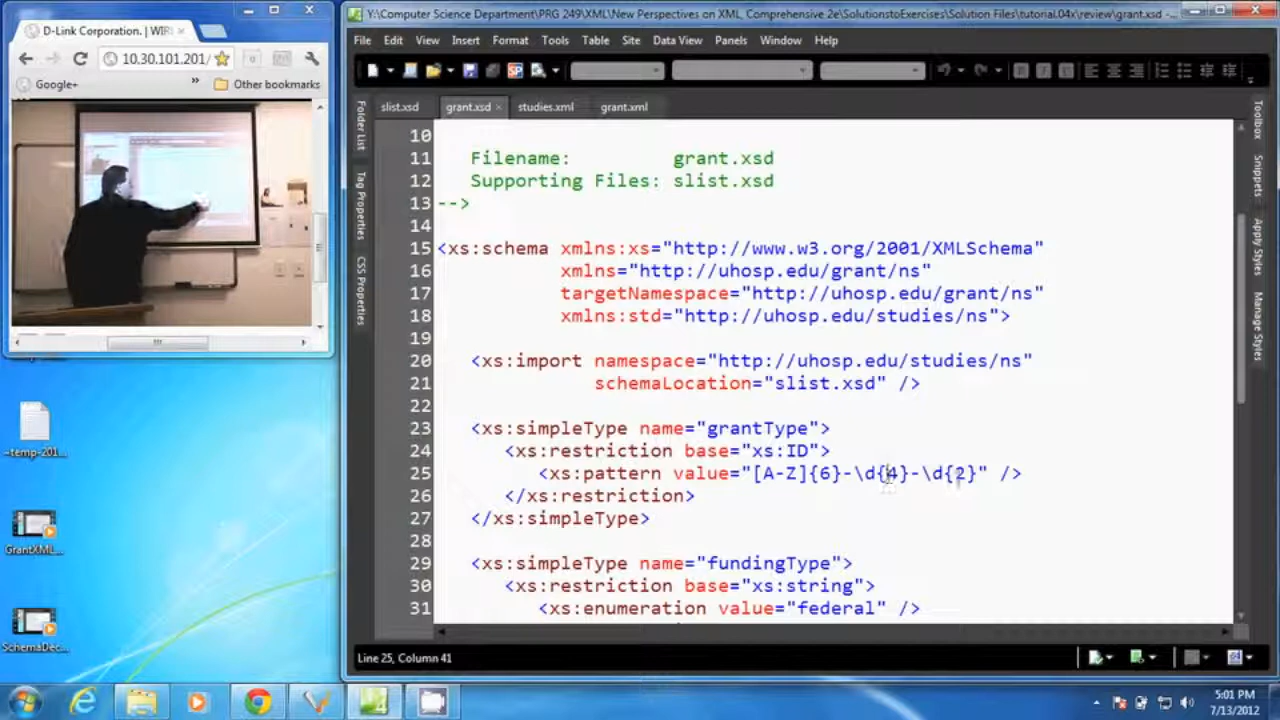 D-Link Corporation. | WIR
10.30.101.201/
Google+
»
Other bookmarks
~temp-201...
GrantXML...
SchemaDec...
Y:\Computer Science Department\PRG 249\XML\New Perspectives on XML, Comprehensive 2e\SolutionstoExercises\Solution Files\tutorial.04x\review\grant.xsd - ...
File Edit View Insert Format Tools Table Site Data View Panels Window Help
slist.xsd grant.xsd × studies.xml grant.xml
Folder List
Tag Properties
CSS Properties
10
11 Filename: grant.xsd
12 Supporting Files: slist.xsd
13 -->
14
15 <xs:schema xmlns:xs="http://www.w3.org/2001/XMLSchema"
16 xmlns="http://uhosp.edu/grant/ns"
17 targetNamespace="http://uhosp.edu/grant/ns"
18 xmlns:std="http://uhosp.edu/studies/ns">
19
20 <xs:import namespace="http://uhosp.edu/studies/ns"
21 schemaLocation="slist.xsd" />
22
23 <xs:simpleType name="grantType">
24 <xs:restriction base="xs:ID">
25 <xs:pattern value="[A-Z]{6}-\d{4}-\d{2}" />
26 </xs:restriction>
27 </xs:simpleType>
28
29 <xs:simpleType name="fundingType">
30 <xs:restriction base="xs:string">
31 <xs:enumeration value="federal" />
Toolbox
Snippets
Apply Styles
Manage Styles
Line 25, Column 41
5:01 PM
7/13/2012